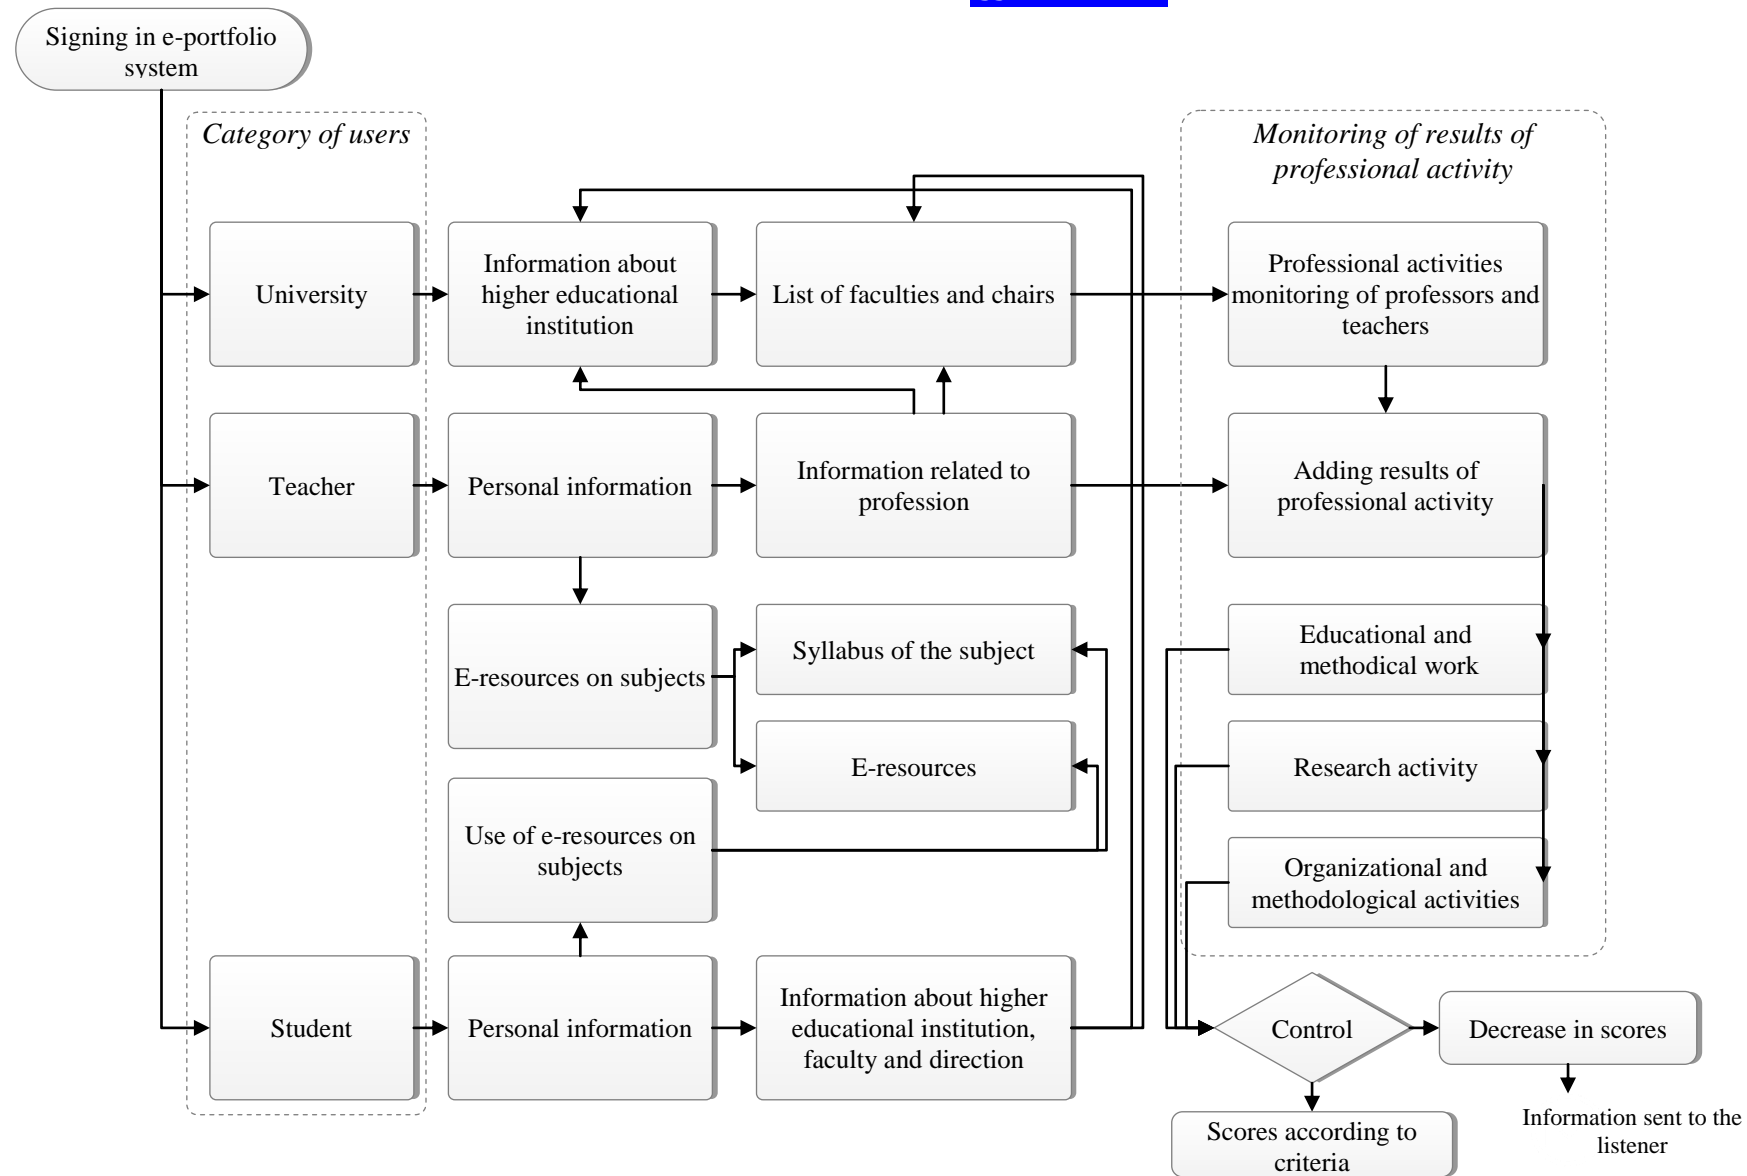 Signing in e-portfolio
system
Category of users
Monitoring of results of
professional activity
University
Information about
higher educational
institution
List of faculties and chairs
Professional activities
monitoring of professors and
teachers
Teacher
Personal information
Information related to
profession
Adding results of
professional activity
E-resources on subjects
Syllabus of the subject
Educational and
methodical work
E-resources
Research activity
Use of e-resources on
subjects
Organizational and
methodological activities
Student
Personal information
Information about higher
educational institution,
faculty and direction
Control
Decrease in scores
Scores according to
criteria
Information sent to the
listener